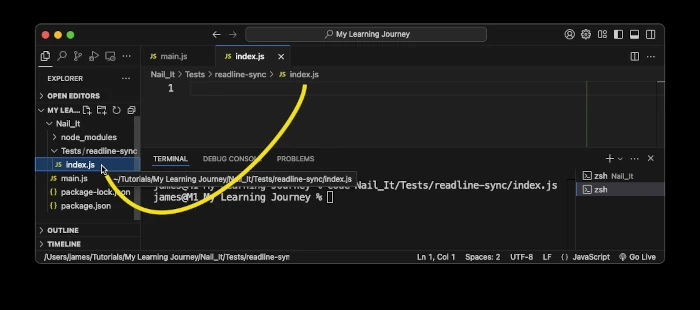 My Learning Journey
EXPLORER
OPEN EDITORS
MY LEA...
Nail_It
node_modules
Tests / readline-sync
JS index.js
JS main.js
package-lock.json
package.json
OUTLINE
TIMELINE
JS main.js
JS index.js
Nail_It > Tests > readline-sync > JS index.js
1
TERMINAL
DEBUG CONSOL
PROBLEMS
~/Tutorials/My Learning Journey/Nail_It/Tests/readline-sync/index.js
james@M1 My Learning Journey % code Nail_It/Tests/readline-sync/index.js
james@M1 My Learning Journey %
zsh Nail_It
zsh
/Users/james/Tutorials/My Learning Journey/Nail_It/Tests/readline-syn
Ln 1, Col 1
Spaces: 2
UTF-8
LF
{} JavaScript
Go Live